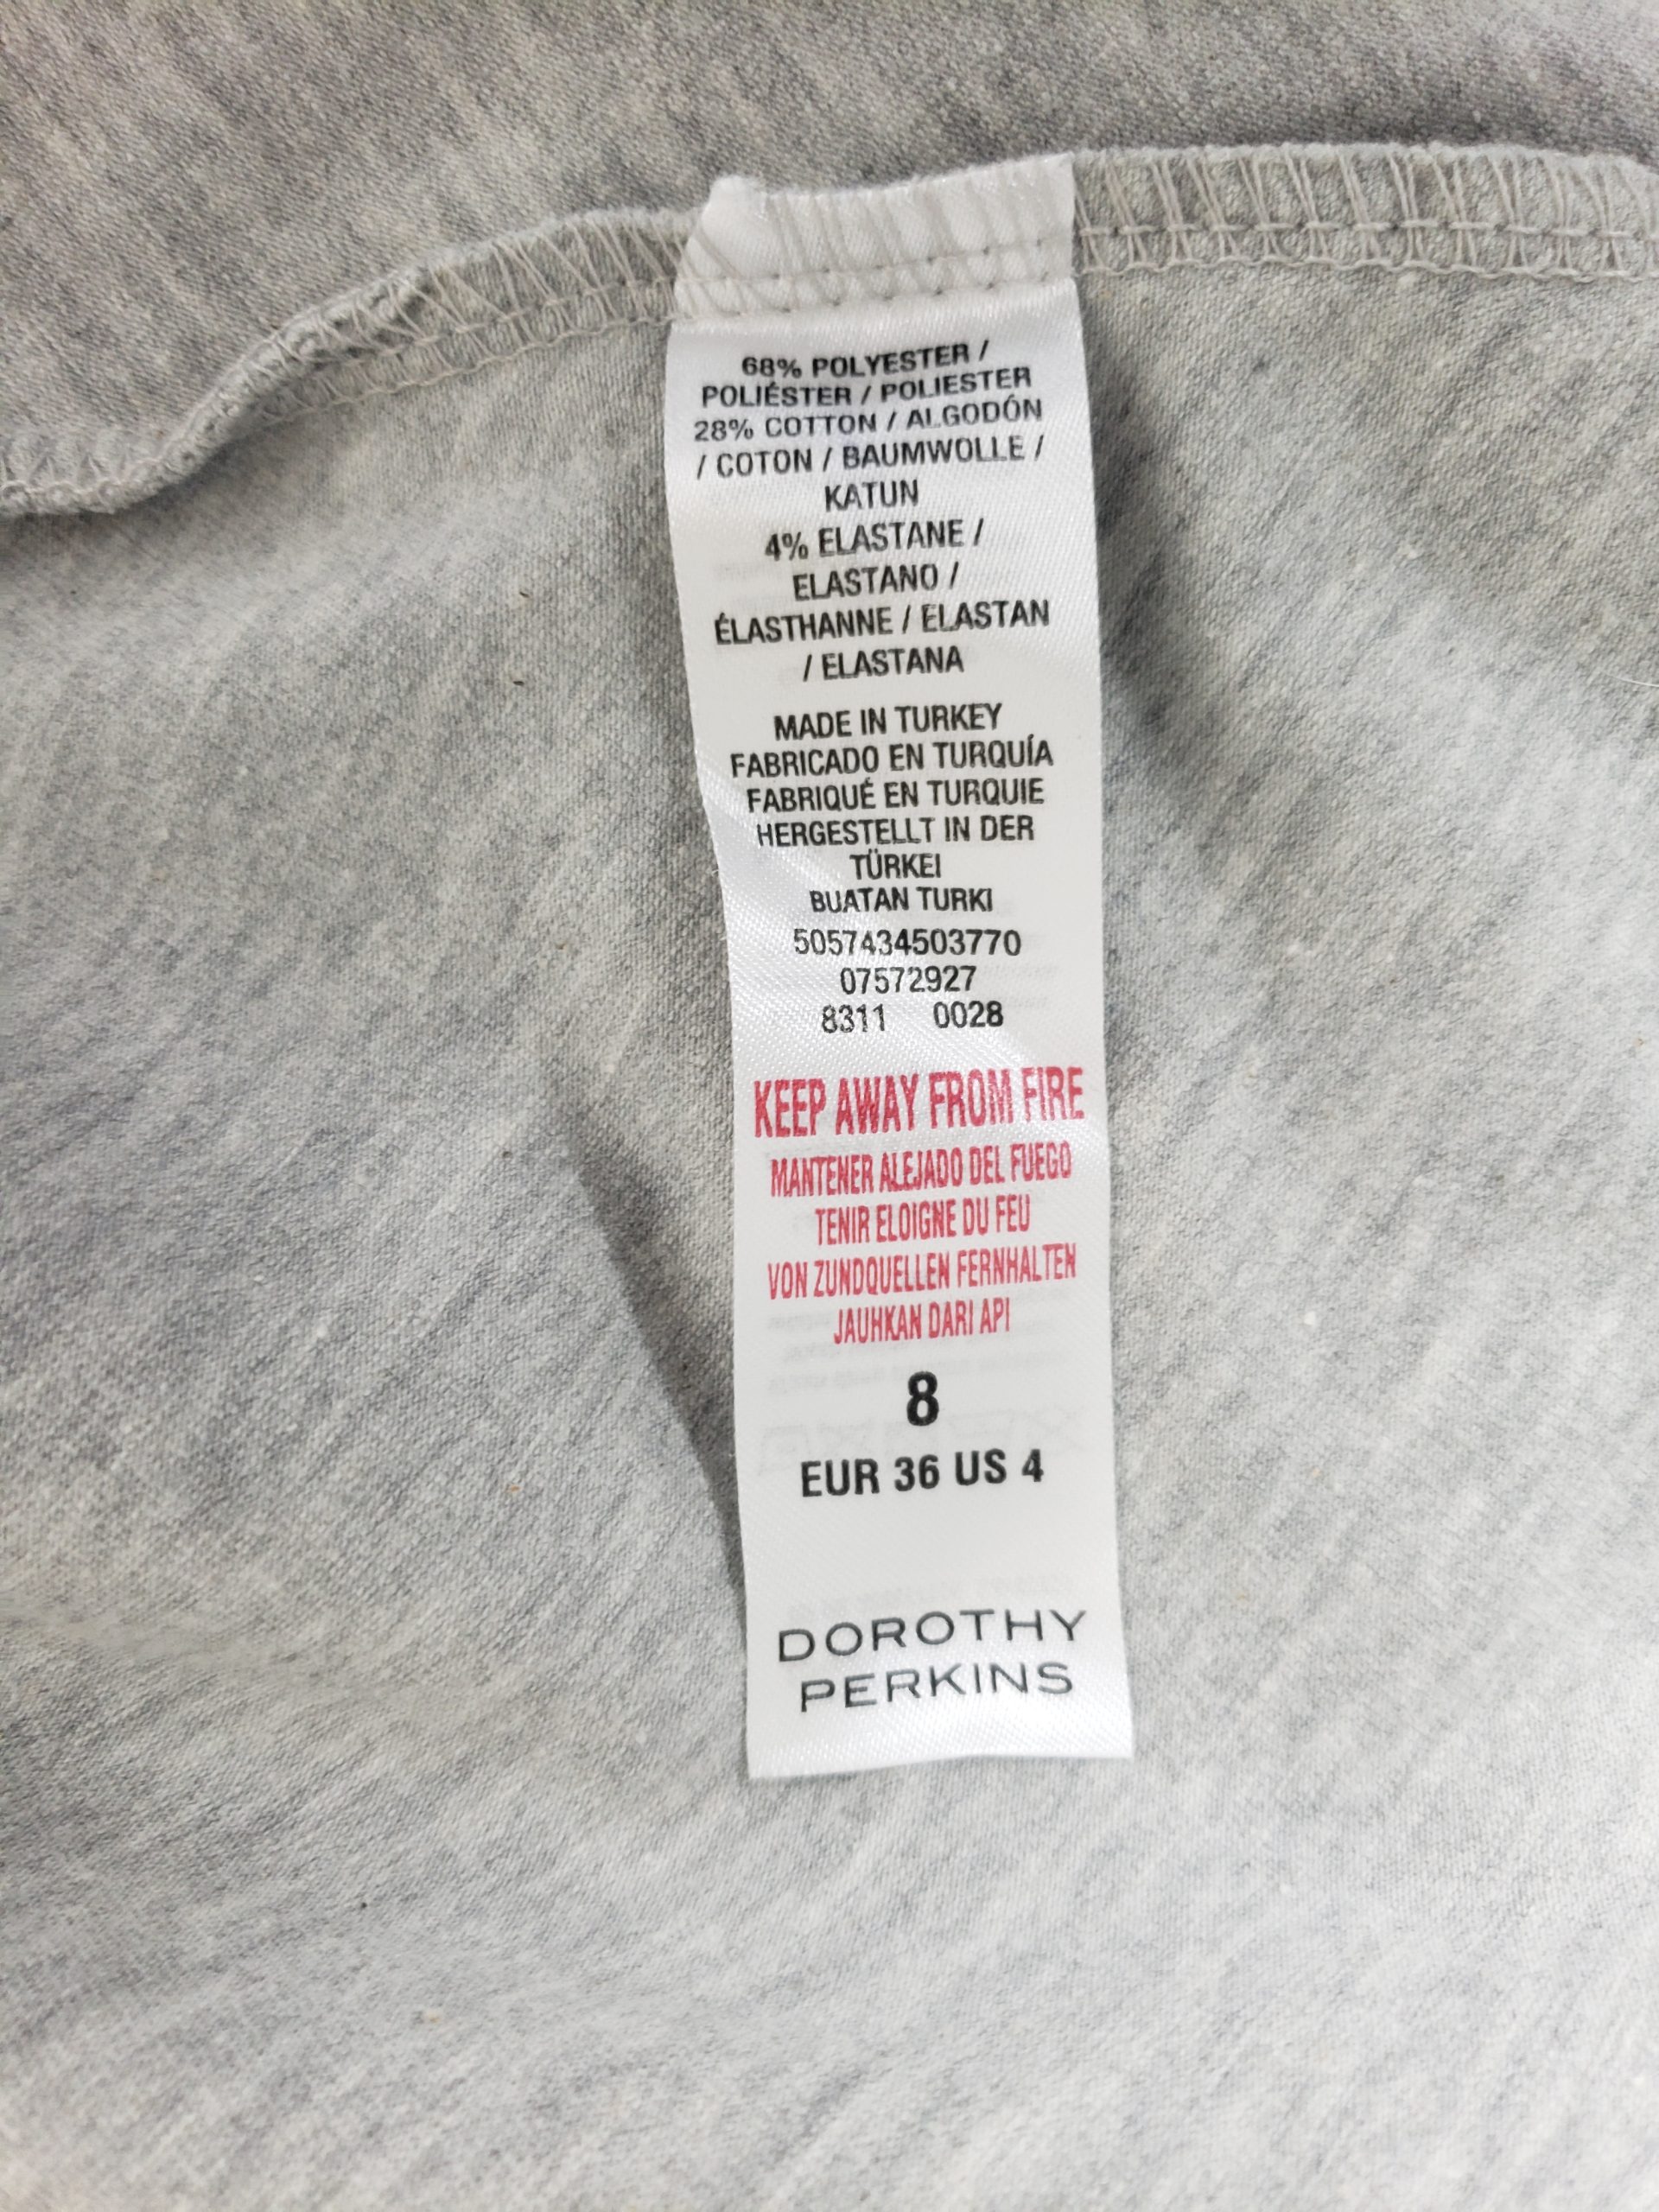 68% POLYESTER /
POLIÉSTER / POLIESTER
28% COTTON / ALGODÓN
/ COTON / BAUMWOLLE /
KATUN
4% ELASTANE /
ELASTANO /
ÉLASTHANNE / ELASTAN
/ ELASTANA
MADE IN TURKEY
FABRICADO EN TURQUÍA
FABRIQUÉ EN TURQUIE
HERGESTELLT IN DER
TÜRKEI
BUATAN TURKI
5057434503770
07572927
8311 0028
KEEP AWAY FROM FIRE
MANTENER ALEJADO DEL FUEGO
TENIR ELOIGNE DU FEU
VON ZUNDQUELLEN FERNHALTEN
JAUHKAN DARI API
8
EUR 36 US 4
DOROTHY
PERKINS